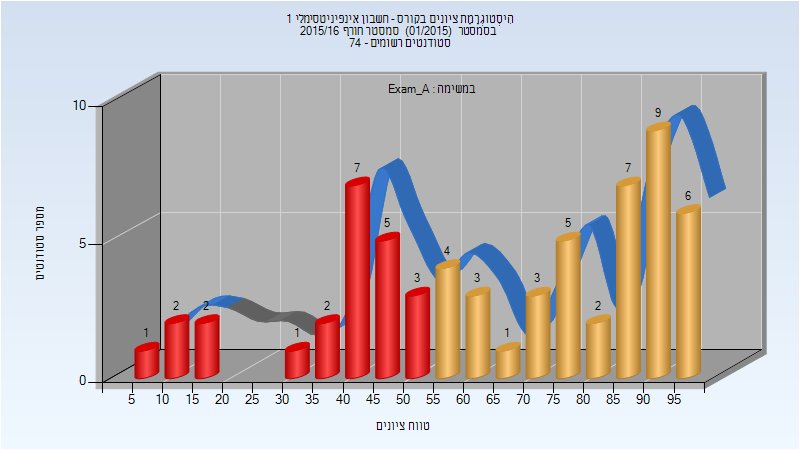 היסטוגרמת ציונים בקורס - חשבון אינפיניטסימלי 1
בסמסטר (01/2015) סמסטר חורף 2015/16
סטודנטים רשומים - 74
במשימה : Exam_A
10
5
0
מספר סטודנטים
1 2 2 1 2 7 5 3 4 3 1 3 5 2 7 9 6
5 10 15 20 25 30 35 40 45 50 55 60 65 70 75 80 85 90 95
טווח ציונים